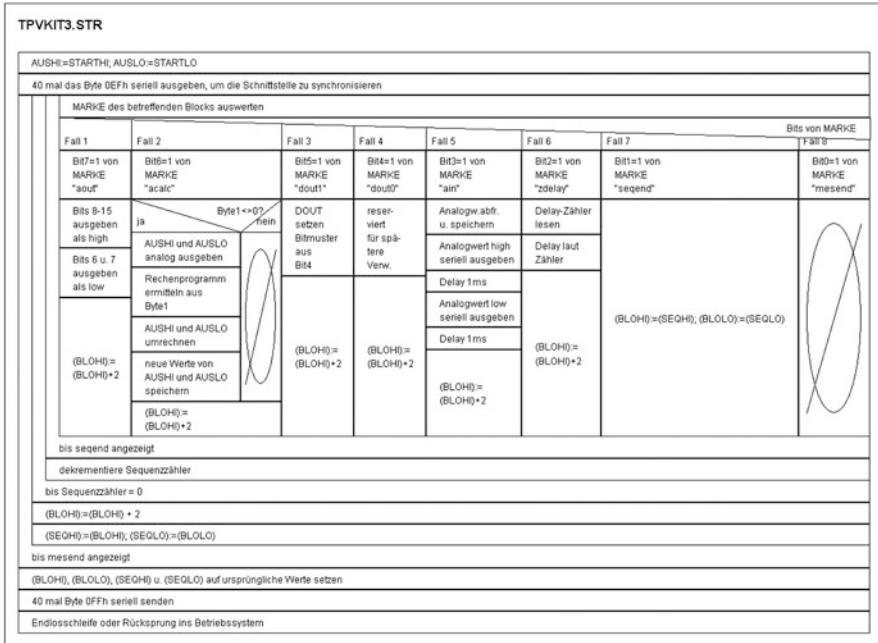 TPVKIT3.STR
AUSHI:=STARTHI; AUSLO:=STARTLO
40 mal das Byte 0EFh seriell ausgeben, um die Schnittstelle zu synchronisieren
MARKE des betreffenden Blocks auswerten
Bits von MARKE
Fall 1
Fall 2
Fall 3
Fall 4
Fall 5
Fall 6
Fall 7
Fall 8
Bit7=1 von
MARKE
"aout"
Bit6=1 von
MARKE
"acalc"
Bit5=1 von
MARKE
"dout1"
Bit4=1 von
MARKE
"dout0"
Bit3=1 von
MARKE
"ain"
Bit2=1 von
MARKE
"zdelay"
Bit1=1 von
MARKE
"seqend"
Bit0=1 von
MARKE
"mesend"
Bits 8-15
ausgeben
als high
Bits 6 u. 7
ausgeben
als low
(BLOHI):=
(BLOHI)+2
Byte1<>0?
ja
nein
AUSHI und AUSLO
analog ausgeben
Rechenprogramm
ermitteln aus
Byte1
AUSHI und AUSLO
umrechnen
neue Werte von
AUSHI und AUSLO
speichern
(BLOHI):=
(BLOHI)+2
DOUT
setzen
Bitmuster
aus
Bit4
(BLOHI):=
(BLOHI)+2
reser-
viert
für spä-
tere
Verw.
(BLOHI):=
(BLOHI)+2
Analogw.abfr.
u. speichern
Analogwert high
seriell ausgeben
Delay 1ms
Analogwert low
seriell ausgeben
Delay 1ms
(BLOHI):=
(BLOHI)+2
Delay-Zähler
lesen
Delay laut
Zähler
(BLOHI):=
(BLOHI)+2
(BLOHI):=(SEQHI); (BLOLO):=(SEQLO)
bis seqend angezeigt
dekrementiere Sequenzzähler
bis Sequenzzähler = 0
(BLOHI):=(BLOHI) + 2
(SEQHI):=(BLOHI); (SEQLO):=(BLOLO)
bis mesend angezeigt
(BLOHI), (BLOLO), (SEQHI) u. (SEQLO) auf ursprüngliche Werte setzen
40 mal Byte 0FFh seriell senden
Endlosschleife oder Rücksprung ins Betriebssystem